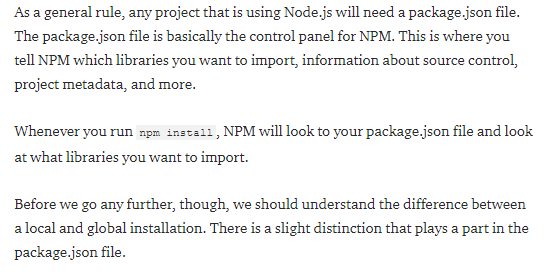 As a general rule, any project that is using Node.js will need a package.json file.
The package.json file is basically the control panel for NPM. This is where you
tell NPM which libraries you want to import, information about source control,
project metadata, and more.
Whenever you run npm install, NPM will look to your package.json file and look
at what libraries you want to import.
Before we go any further, though, we should understand the difference between
a local and global installation. There is a slight distinction that plays a part in the
package.json file.